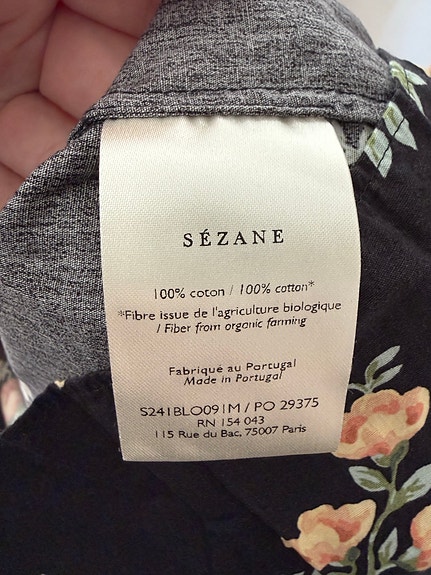 SÉZANE
100% coton / 100% cotton*
*Fibre issue de l'agriculture biologique
/ Fiber from organic farming
Fabriqué au Portugal
Made in Portugal
S241BLO091M / PO 29375
RN 154 043
115 Rue du Bac, 75007 Paris